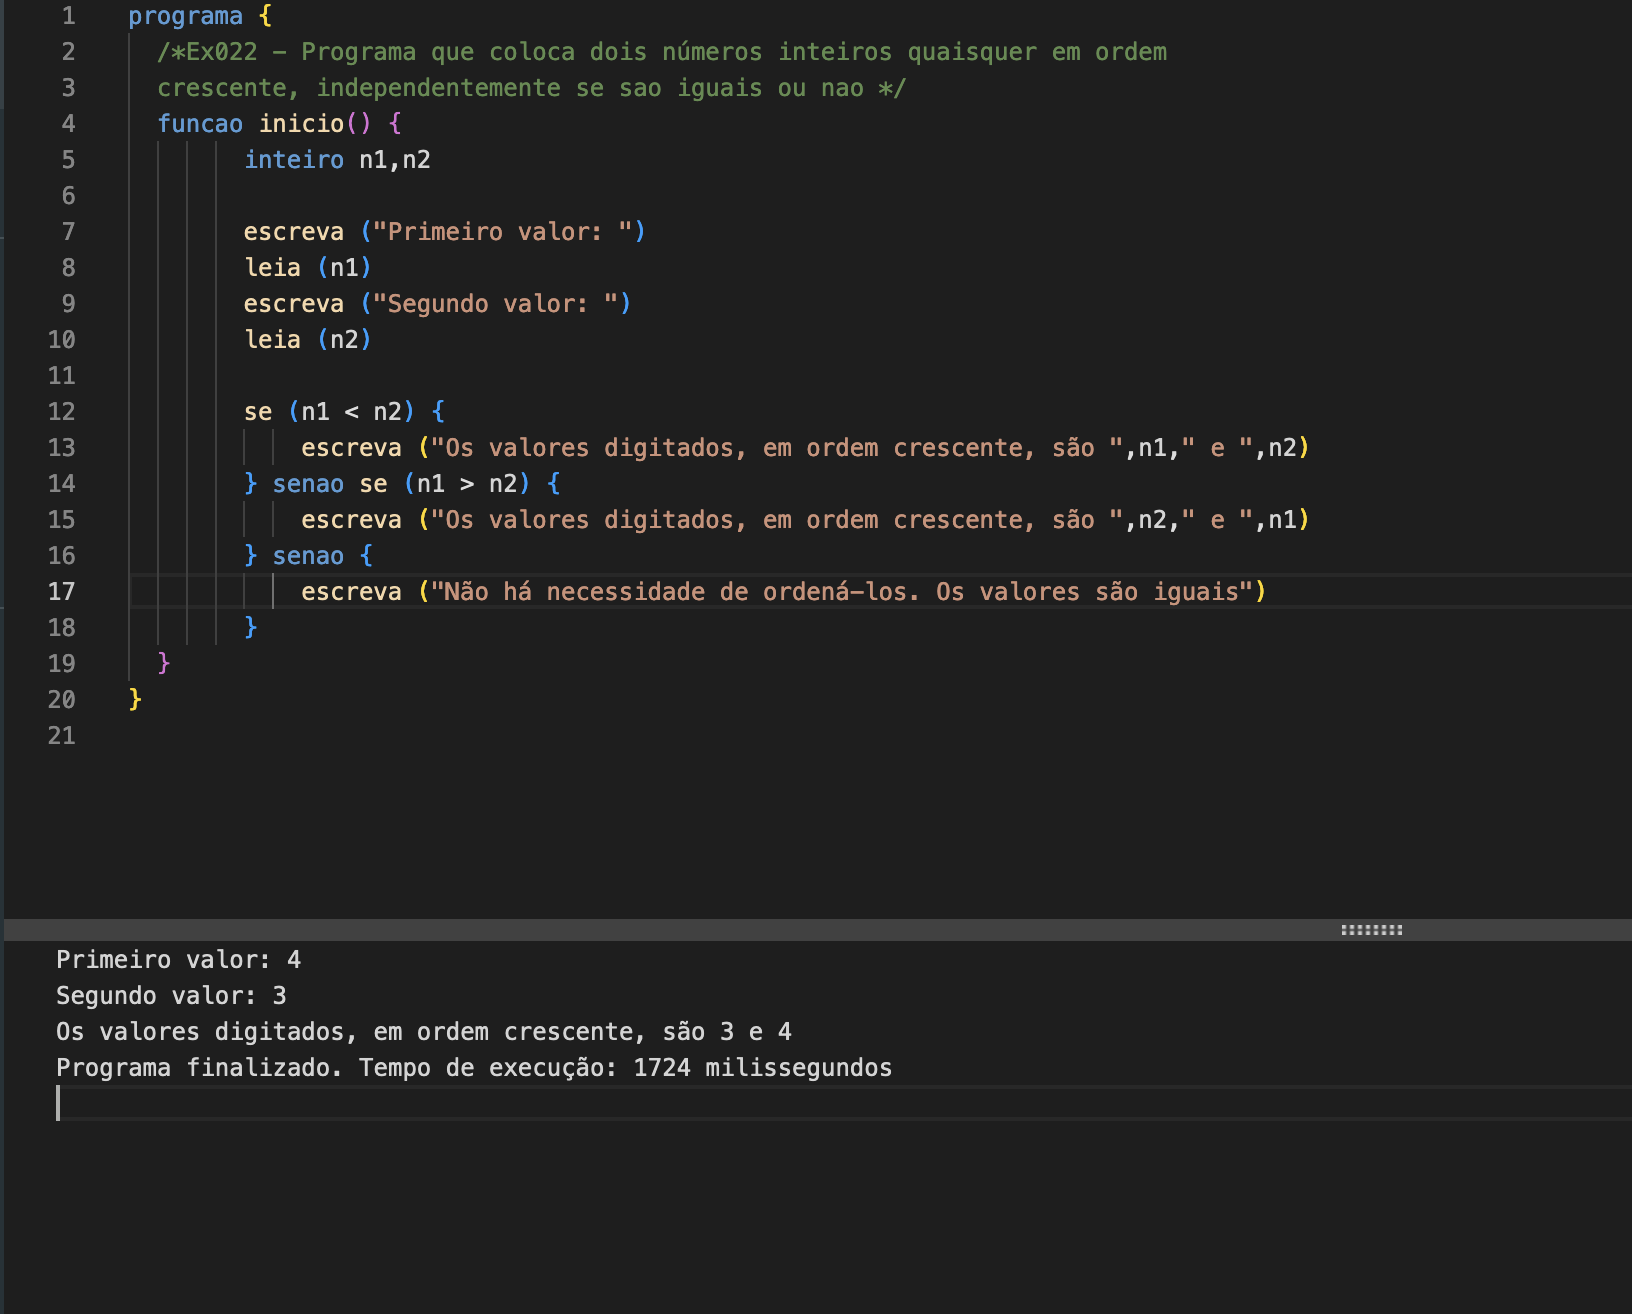 1 programa {
2 /*Ex022 - Programa que coloca dois números inteiros quaisquer em ordem
3 crescente, independentemente se sao iguais ou nao */
4 funcao inicio() {
5 inteiro n1,n2
6
7 escreva ("Primeiro valor: ")
8 leia (n1)
9 escreva ("Segundo valor: ")
10 leia (n2)
11
12 se (n1 < n2) {
13 escreva ("Os valores digitados, em ordem crescente, são ",n1," e ",n2)
14 } senao se (n1 > n2) {
15 escreva ("Os valores digitados, em ordem crescente, são ",n2," e ",n1)
16 } senao {
17 escreva ("Não há necessidade de ordená-los. Os valores são iguais")
18 }
19 }
20 }
21
Primeiro valor: 4
Segundo valor: 3
Os valores digitados, em ordem crescente, são 3 e 4
Programa finalizado. Tempo de execução: 1724 milissegundos